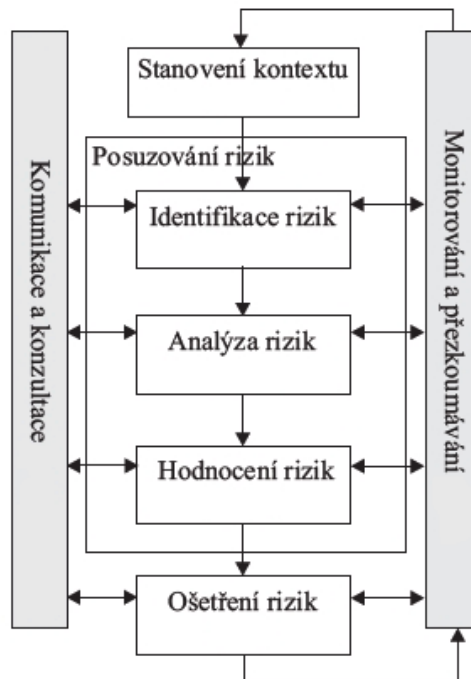 Stanovení kontextu
Posuzování rizik
Identifikace rizik
Analýza rizik
Hodnocení rizik
Ošetření rizik
Komunikace a konzultace
Monitorování a přezkoumávání